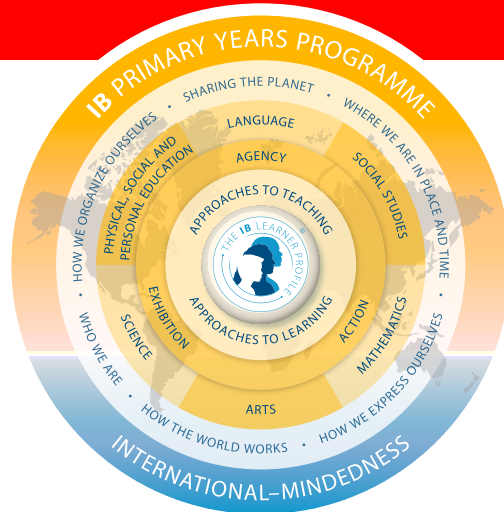 IB PRIMARY YEARS PROGRAMME
SHARING THE PLANET
•
WHERE WE ARE IN PLACE AND TIME
•
HOW WE EXPRESS OURSELVES
•
HOW THE WORLD WORKS
•
WHO WE ARE
•
HOW WE ORGANIZE OURSELVES
•
LANGUAGE
SOCIAL STUDIES
MATHEMATICS
ARTS
SCIENCE
PHYSICAL, SOCIAL AND
PERSONAL EDUCATION
AGENCY
ACTION
EXHIBITION
APPROACHES TO TEACHING
THE IB LEARNER PROFILE
®
APPROACHES TO LEARNING
INTERNATIONAL–MINDEDNESS